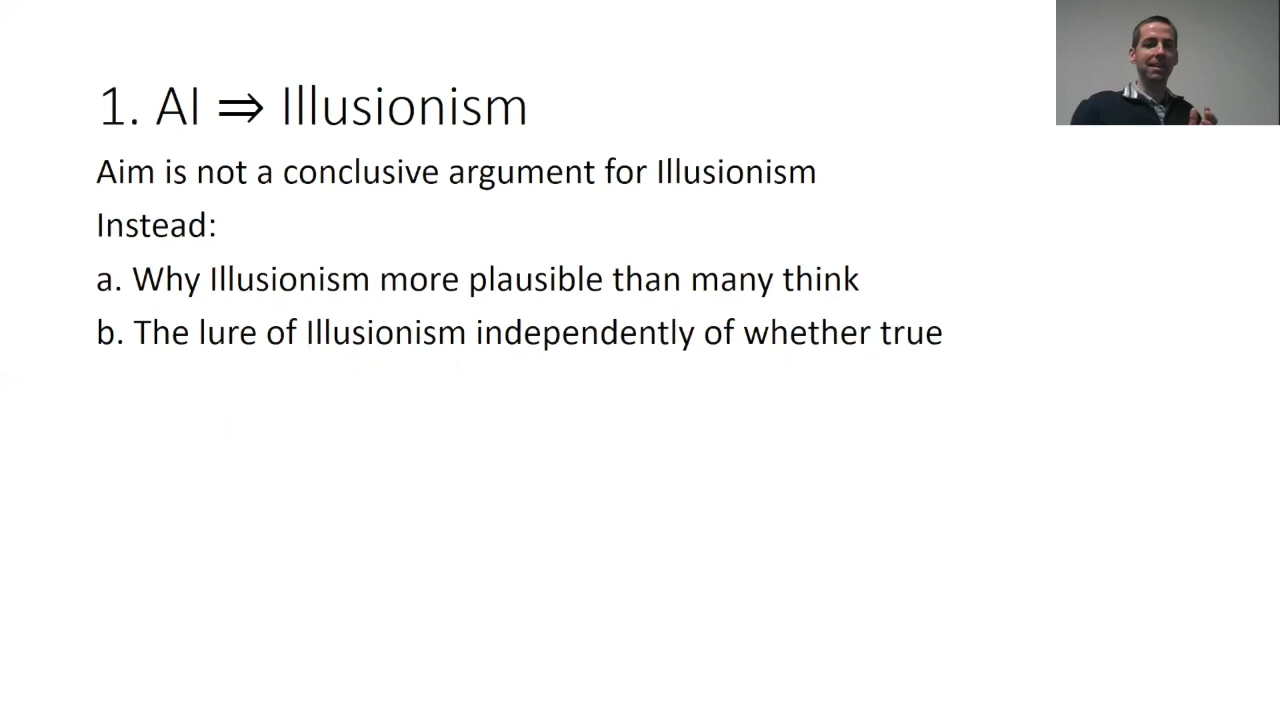 1. AI ⇒ Illusionism
Aim is not a conclusive argument for Illusionism
Instead:
a. Why Illusionism more plausible than many think
b. The lure of Illusionism independently of whether true